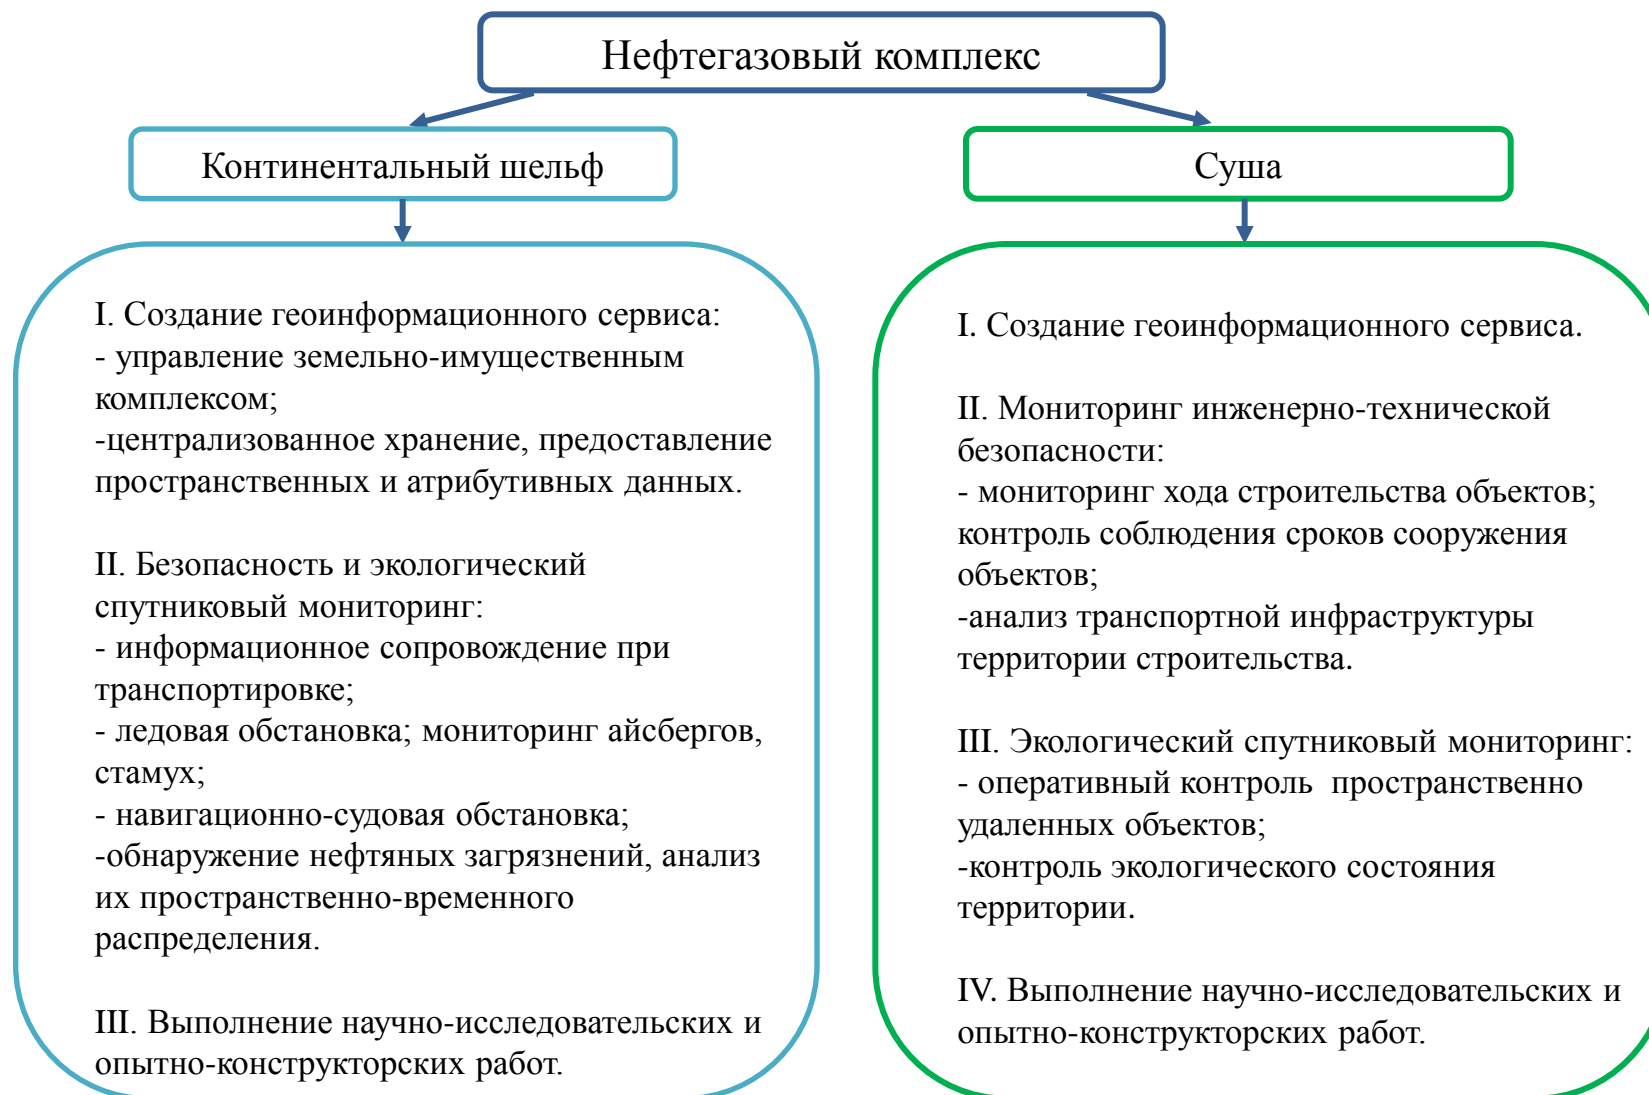 Нефтегазовый комплекс
Континентальный шельф
Суша
I. Создание геоинформационного сервиса:
- управление земельно-имущественным
комплексом;
-централизованное хранение, предоставление
пространственных и атрибутивных данных.
II. Безопасность и экологический
спутниковый мониторинг:
- информационное сопровождение при
транспортировке;
- ледовая обстановка; мониторинг айсбергов,
стамух;
- навигационно-судовая обстановка;
-обнаружение нефтяных загрязнений, анализ
их пространственно-временного
распределения.
III. Выполнение научно-исследовательских и
опытно-конструкторских работ.
I. Создание геоинформационного сервиса.
II. Мониторинг инженерно-технической
безопасности:
- мониторинг хода строительства объектов;
контроль соблюдения сроков сооружения
объектов;
-анализ транспортной инфраструктуры
территории строительства.
III. Экологический спутниковый мониторинг:
- оперативный контроль  пространственно
удаленных объектов;
-контроль экологического состояния
территории.
IV. Выполнение научно-исследовательских и
опытно-конструкторских работ.